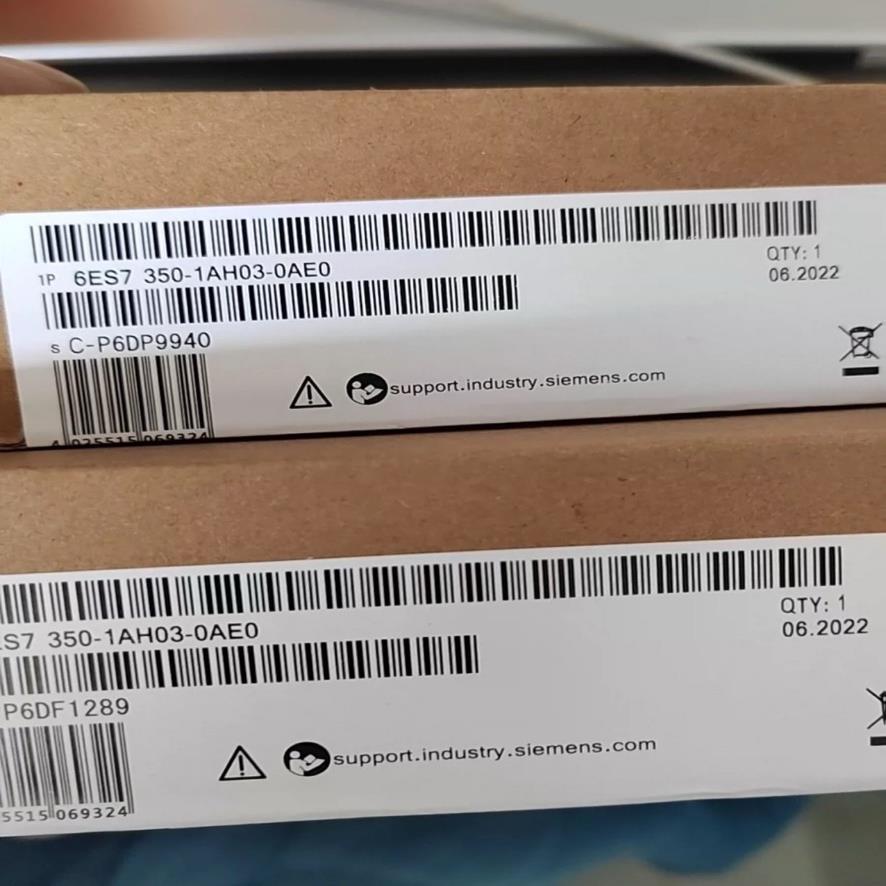 1P 6ES7 350-1AH03-0AE0
QTY: 1
06.2022
S C-P6DP9940
support.industry.siemens.com
4 025515 069324
ES7 350-1AH03-0AE0
QTY: 1
06.2022
P6DF1289
support.industry.siemens.com
5515 069324